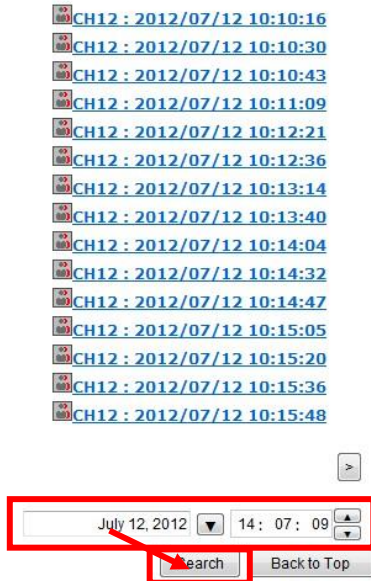 CH12 : 2012/07/12 10:10:16
CH12 : 2012/07/12 10:10:30
CH12 : 2012/07/12 10:10:43
CH12 : 2012/07/12 10:11:09
CH12 : 2012/07/12 10:12:21
CH12 : 2012/07/12 10:12:36
CH12 : 2012/07/12 10:13:14
CH12 : 2012/07/12 10:13:40
CH12 : 2012/07/12 10:14:04
CH12 : 2012/07/12 10:14:32
CH12 : 2012/07/12 10:14:47
CH12 : 2012/07/12 10:15:05
CH12 : 2012/07/12 10:15:20
CH12 : 2012/07/12 10:15:36
CH12 : 2012/07/12 10:15:48
>
July 12, 2012 14 : 07 : 09
Search Back to Top